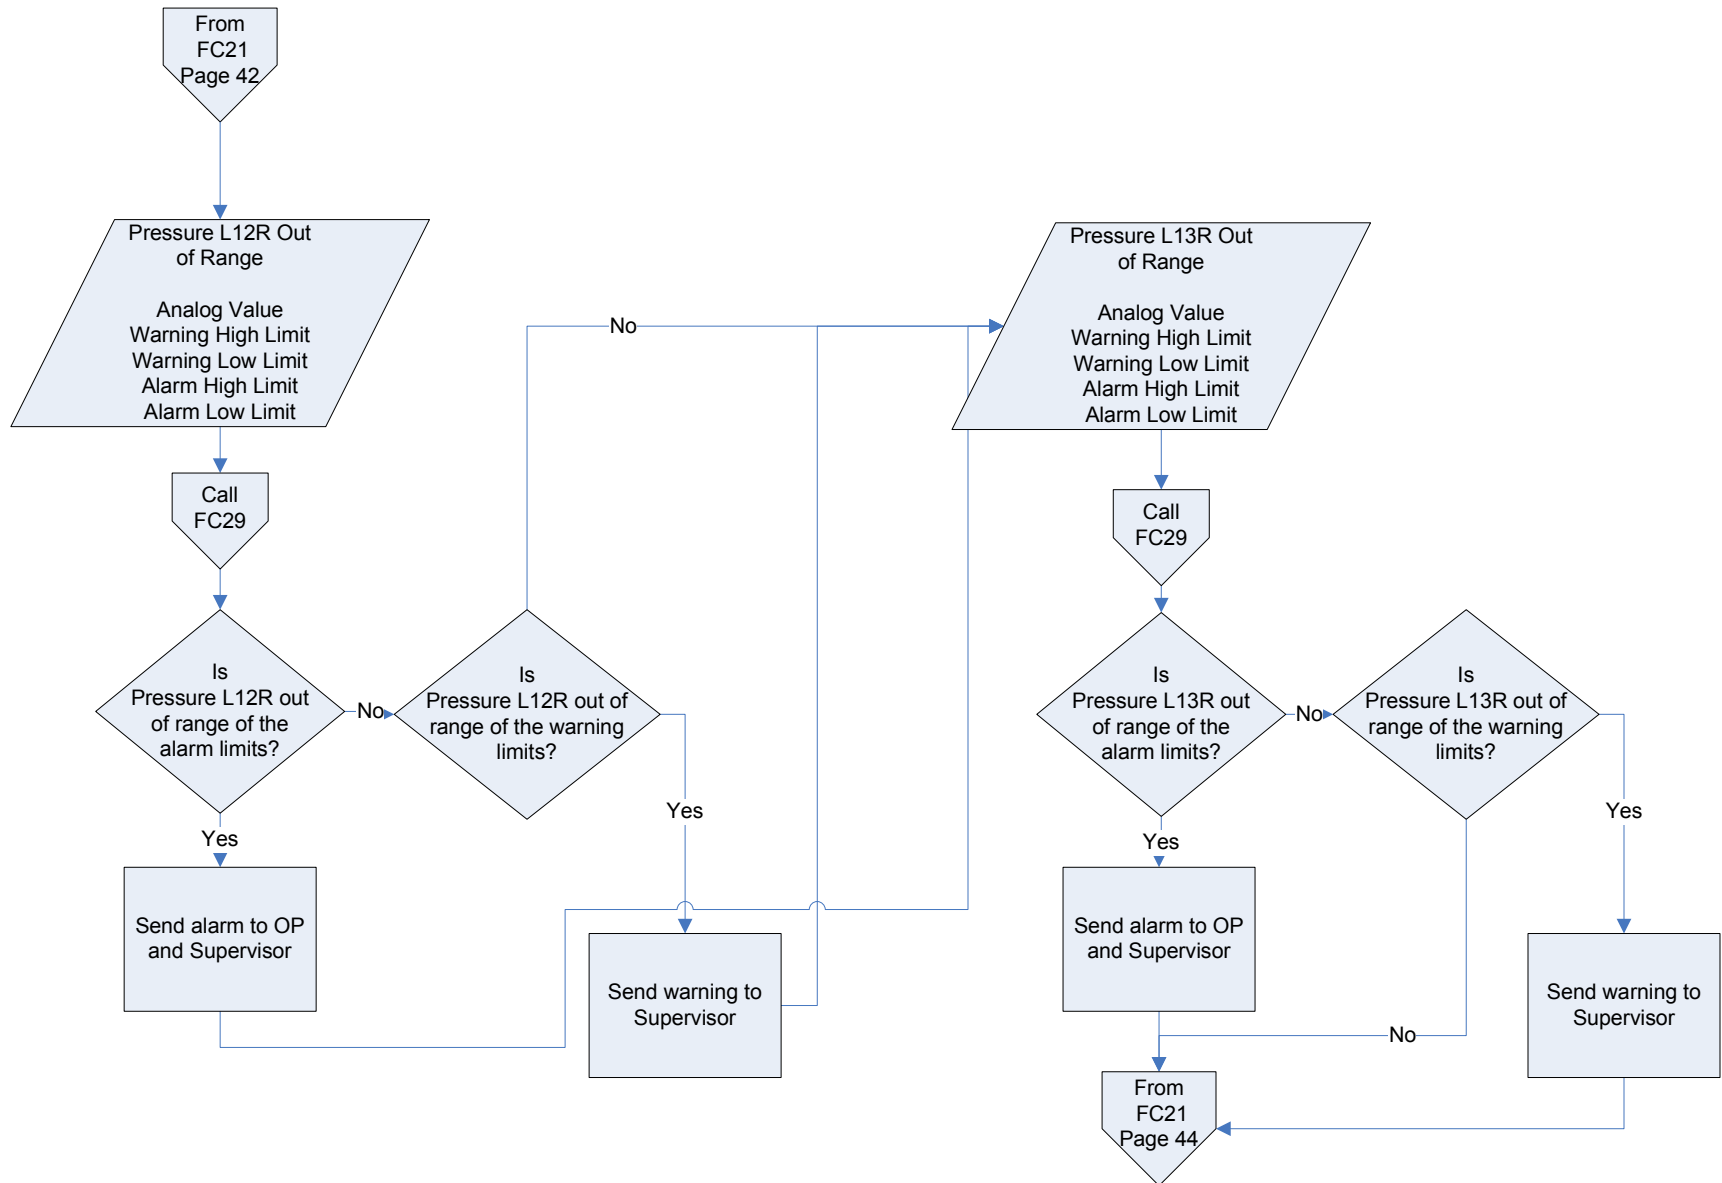 From
FC21
Page 42
Pressure L12R Out
of Range
Analog Value
Warning High Limit
Warning Low Limit
Alarm High Limit
Alarm Low Limit
Call
FC29
Is
Pressure L12R out
of range of the
alarm limits?
No
Is
Pressure L12R out of
range of the warning
limits?
No
Yes
Yes
Send alarm to OP
and Supervisor
Send warning to
Supervisor
Pressure L13R Out
of Range
Analog Value
Warning High Limit
Warning Low Limit
Alarm High Limit
Alarm Low Limit
Call
FC29
Is
Pressure L13R out
of range of the
alarm limits?
No
Is
Pressure L13R out of
range of the warning
limits?
Yes
Yes
Send alarm to OP
and Supervisor
Send warning to
Supervisor
No
From
FC21
Page 44